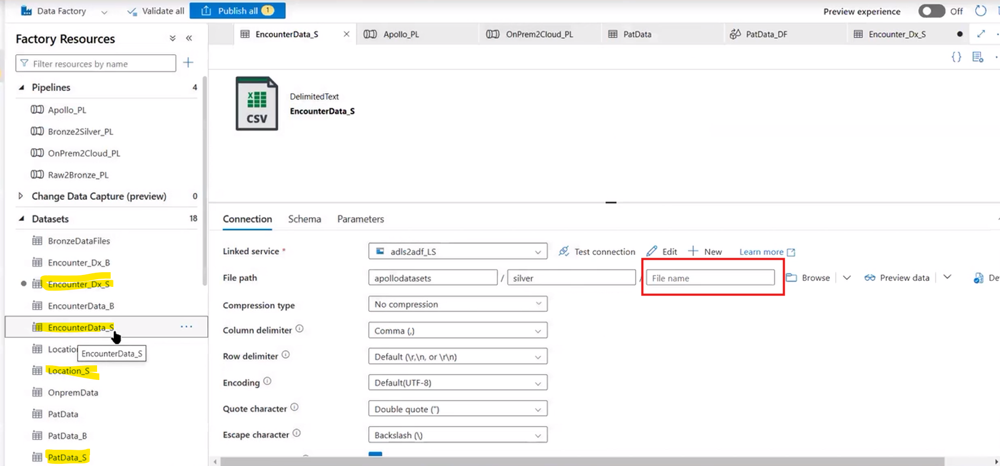 Data Factory
Validate all
Publish all 1
Preview experience
Off
Factory Resources
Filter resources by name
Pipelines 4
Apollo_PL
Bronze2Silver_PL
OnPrem2Cloud_PL
Raw2Bronze_PL
Change Data Capture (preview) 0
Datasets 18
BronzeDataFiles
Encounter_Dx_B
Encounter_Dx_S
EncounterData_B
EncounterData_S
Locatio
EncounterData_S
Location_S
OnpremData
PatData
PatData_B
PatData_S
EncounterData_S
Apollo_PL
OnPrem2Cloud_PL
PatData
PatData_DF
Encounter_Dx_S
{}
CSV
DelimitedText
EncounterData_S
Connection Schema Parameters
Linked service * adls2adf_LS Test connection Edit New Learn more
File path apollodatasets / silver / File name Browse Preview data De
Compression type No compression
Column delimiter Comma (,)
Row delimiter Default (\r,\n, or \r\n)
Encoding Default(UTF-8)
Quote character Double quote (")
Escape character Backslash (\)